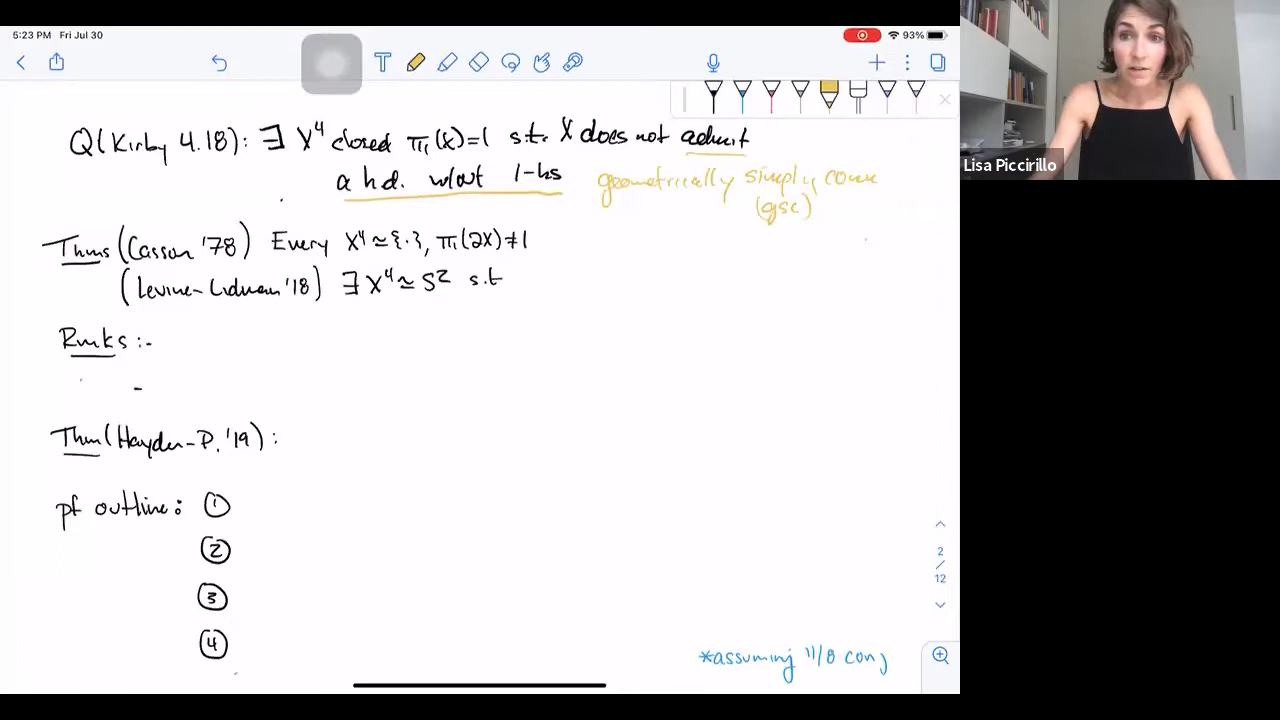 5:23 PM Fri Jul 30
93%
Q(Kirby 4.18): ∃ X⁴ closed π₁(X)=1 s.t. X does not admit
a hd. w/out 1-hs
geometrically simply conn
(gsc)
Thms (Casson '78) Every X⁴≃{·}, π₁(∂X)≠1
(Levine-Lidman '18) ∃ X⁴≃S² s.t
Rmks :-
-
Thm (Hayden-P. '19) :
pf outline: ①
②
③
④
*assuming 11/8 conj
2
/
12
Lisa Piccirillo